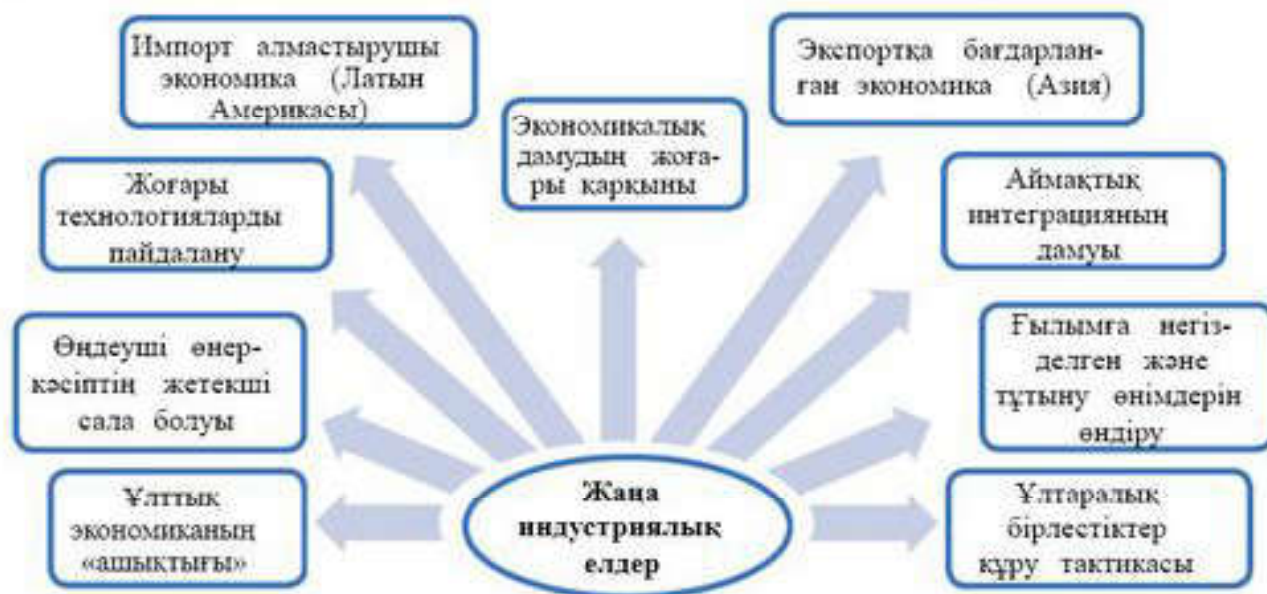 Импорт алмастырушы
экономика (Латын
Америкасы)
Экономикалық
дамудың жоға-
ры қарқыны
Экспортқа бағдарлан-
ған экономика (Азия)
Жоғары
технологияларды
пайдалану
Аймақтық
интеграцияның
дамуы
Өңдеуші өнер-
кәсіптің жетекші
сала болуы
Ғылымға негіз-
делген және
тұтыну өнімдерін
өндіру
Ұлттық
экономиканың
«ашықтығы»
Жаңа
индустриялық
елдер
Ұлтаралық
бірлестіктер
құру тактикасы